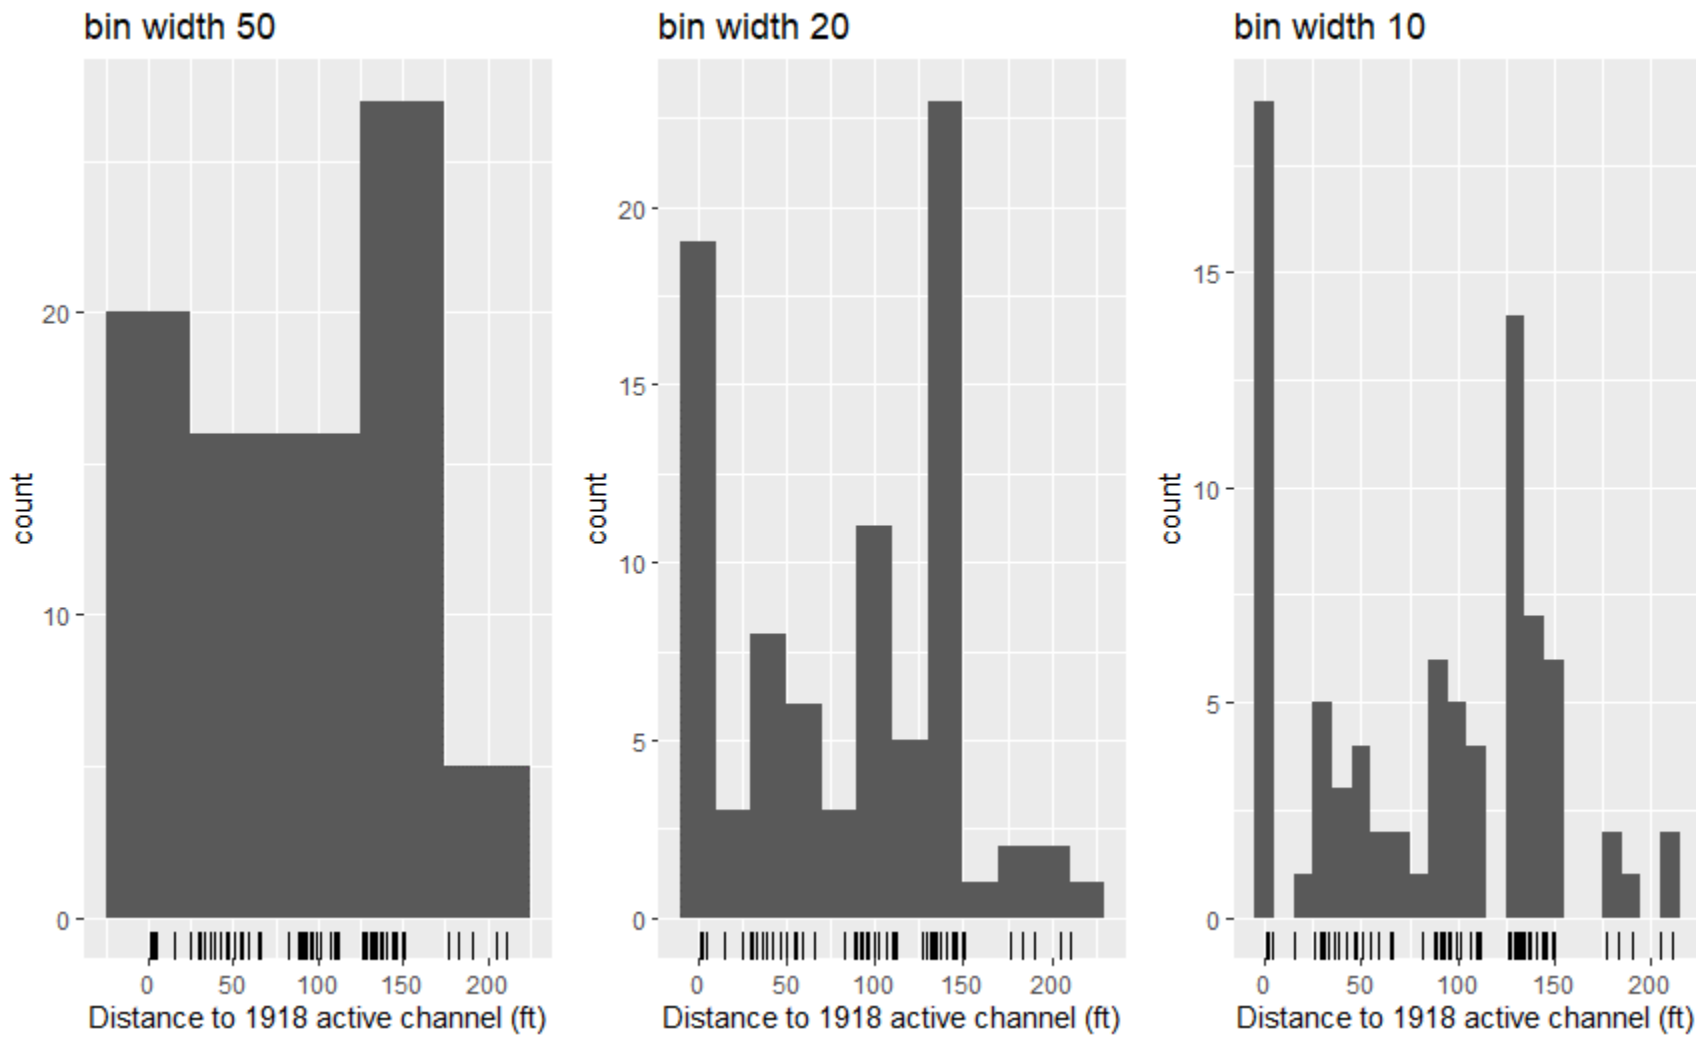 bin width 50
bin width 20
bin width 10
count
20
10
0
0 50 100 150 200
Distance to 1918 active channel (ft)
count
20
15
10
5
0
0 50 100 150 200
Distance to 1918 active channel (ft)
count
15
10
5
0
0 50 100 150 200
Distance to 1918 active channel (ft)